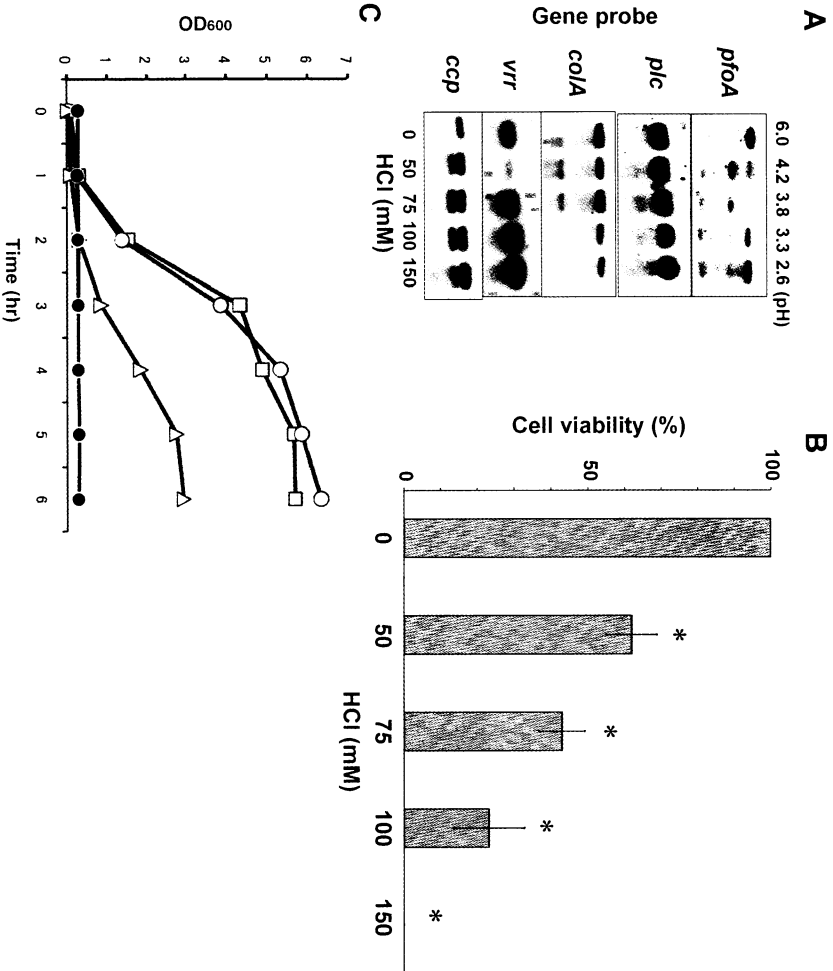 A
6.0 4.2 3.8 3.3 2.6 (pH)
Gene probe
pfoA
plc
colA
vrr
ccp
0 50 75 100 150
HCl (mM)
B
Cell viability (%)
100
50
0
*
*
*
*
0 50 75 100 150
HCl (mM)
C
OD600
7
6
5
4
3
2
1
0
0 1 2 3 4 5 6
Time (hr)